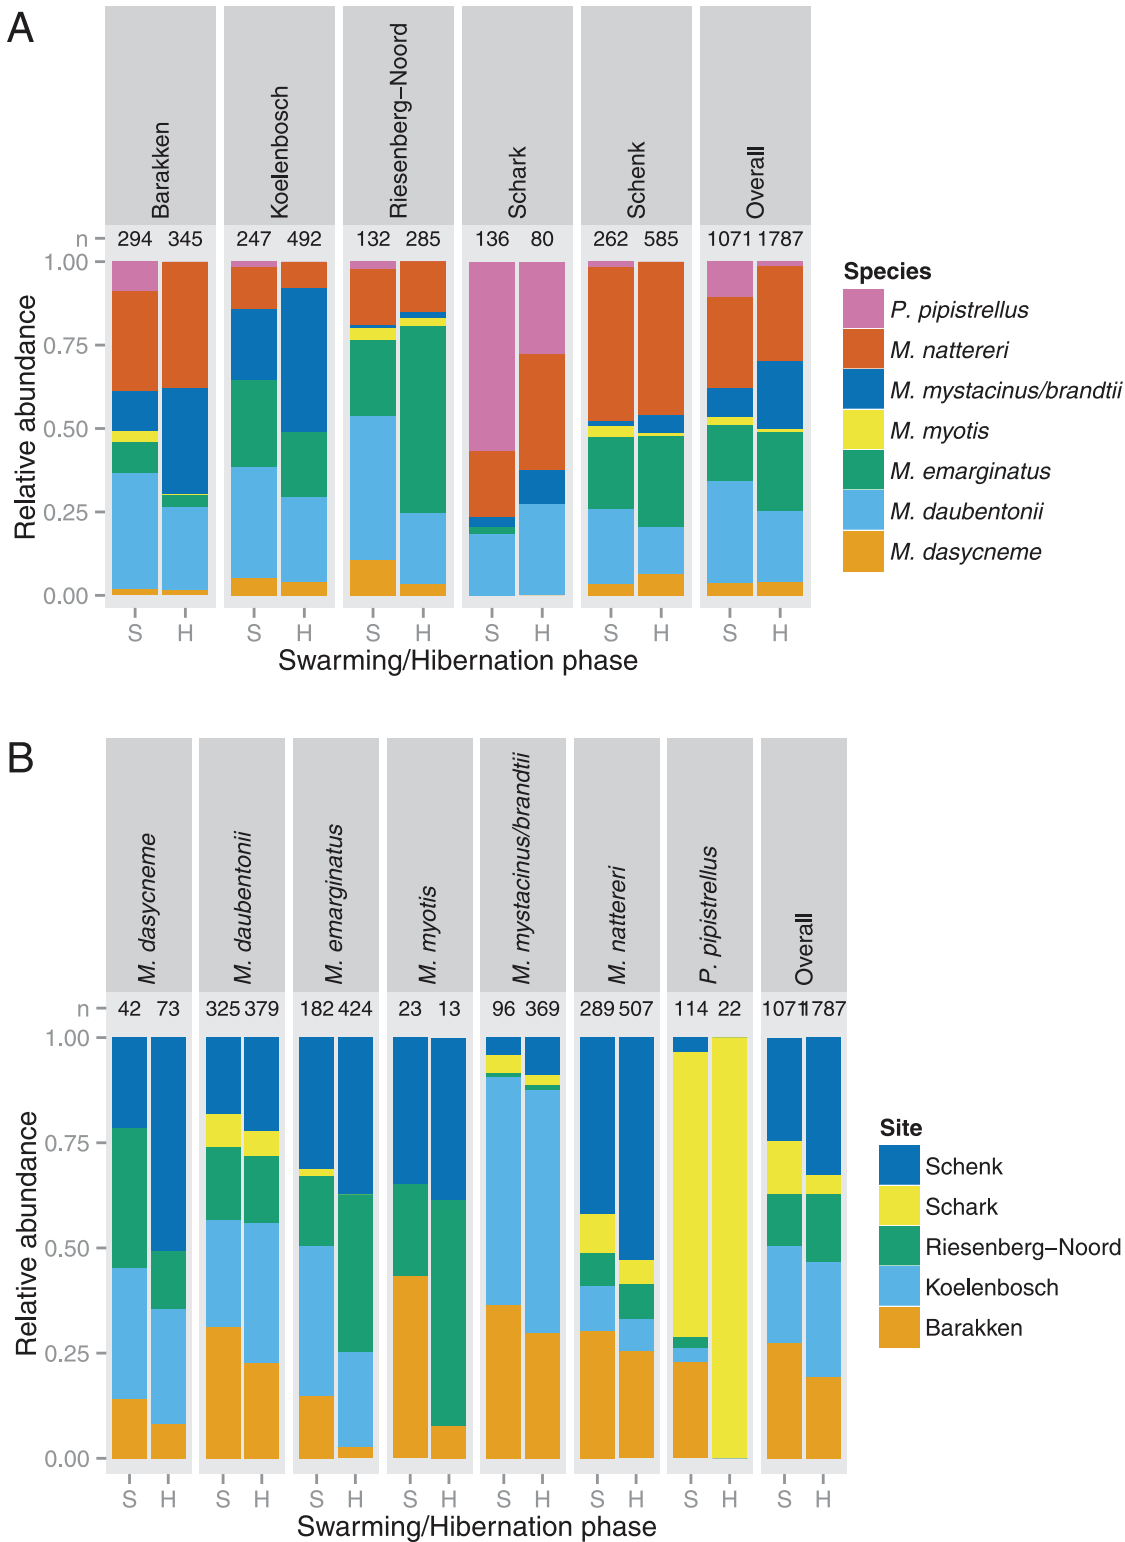 A
Barakken
Koelenbosch
Riesenberg–Noord
Schark
Schenk
Overall
n
294 345
247 492
132 285
136 80
262 585
1071 1787
1.00
0.75
0.50
0.25
0.00
Relative abundance
S H S H S H S H S H S H
Swarming/Hibernation phase
Species
P. pipistrellus
M. nattereri
M. mystacinus/brandtii
M. myotis
M. emarginatus
M. daubentonii
M. dasycneme
B
M. dasycneme
M. daubentonii
M. emarginatus
M. myotis
M. mystacinus/brandtii
M. nattereri
P. pipistrellus
Overall
n
42 73
325 379
182 424
23 13
96 369
289 507
114 22
1071 1787
1.00
0.75
0.50
0.25
0.00
Relative abundance
S H S H S H S H S H S H S H S H
Swarming/Hibernation phase
Site
Schenk
Schark
Riesenberg–Noord
Koelenbosch
Barakken